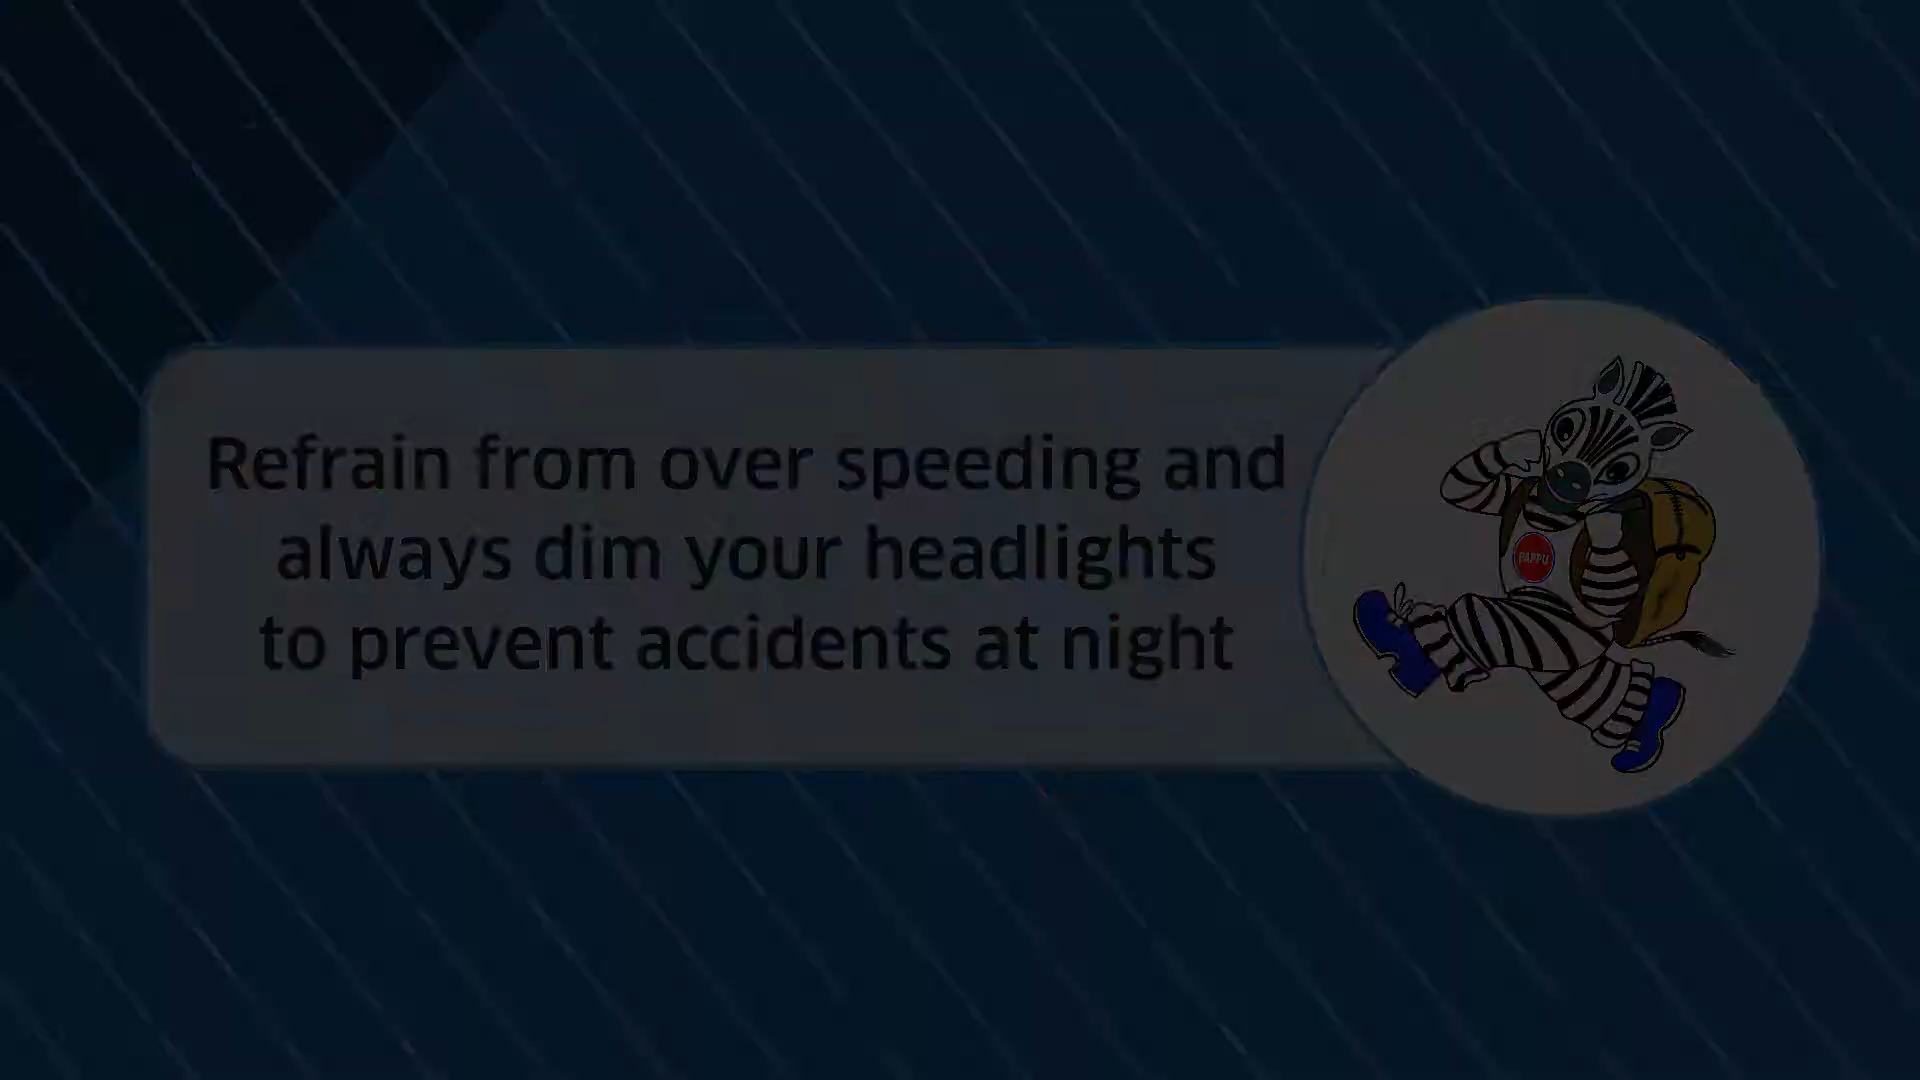 Refrain from over speeding and
always dim your headlights
to prevent accidents at night
PAPPU